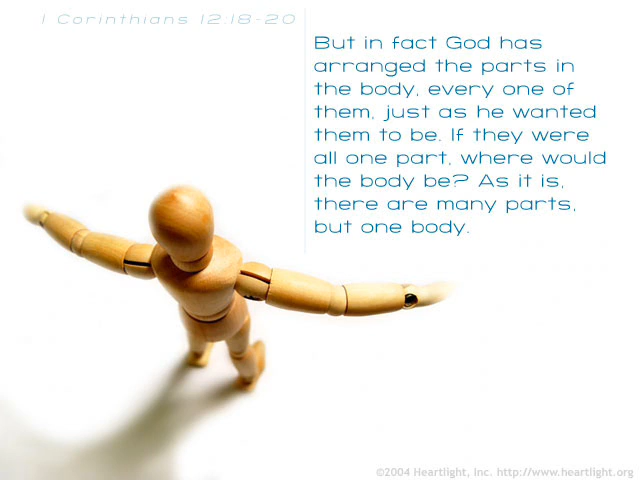 1 Corinthians 12:18-20
But in fact God has
arranged the parts in
the body, every one of
them, just as he wanted
them to be. If they were
all one part, where would
the body be? As it is,
there are many parts,
but one body.
©2004 Heartlight, Inc. http://www.heartlight.org